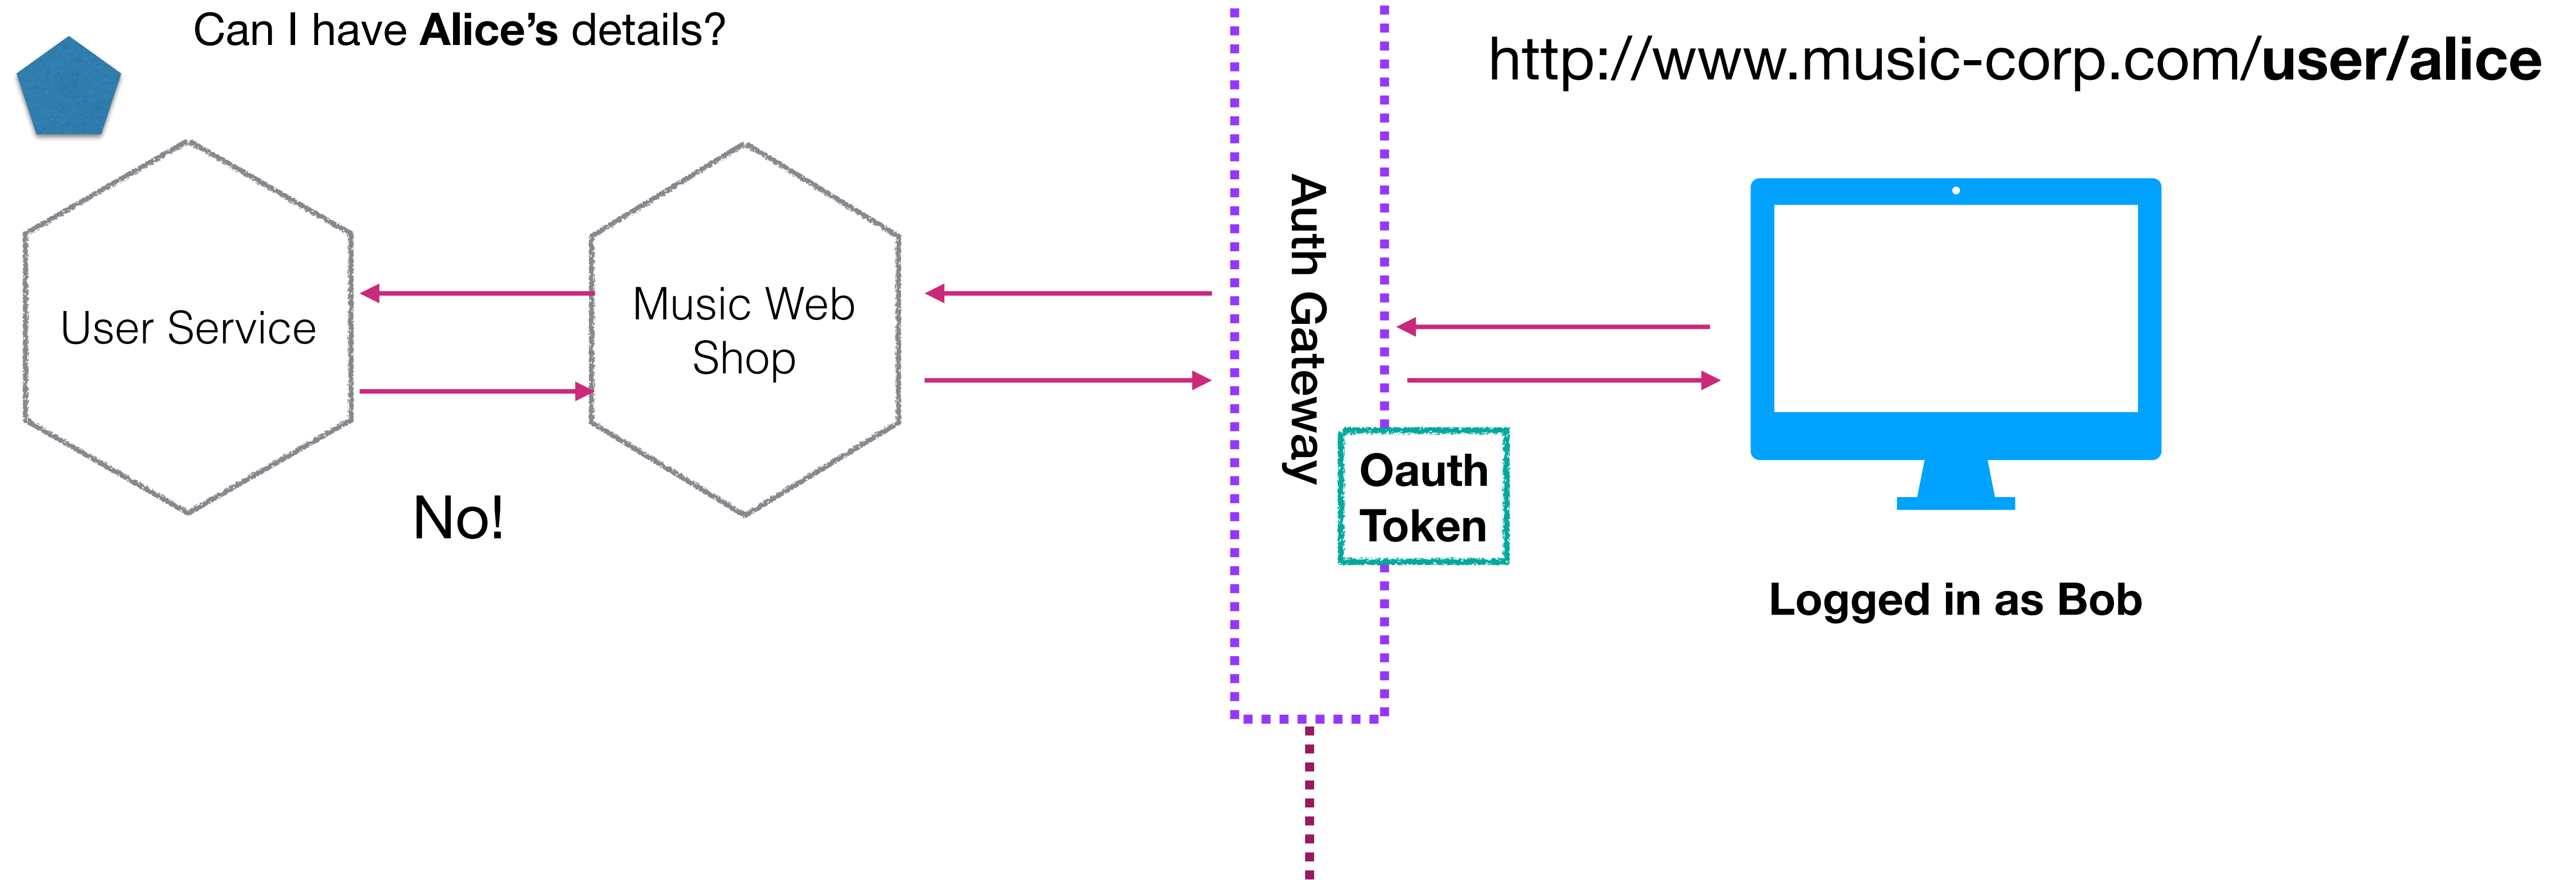 Can I have Alice’s details?
http://www.music-corp.com/user/alice
User Service
Music Web
Shop
Auth Gateway
Oauth
Token
No!
Logged in as Bob